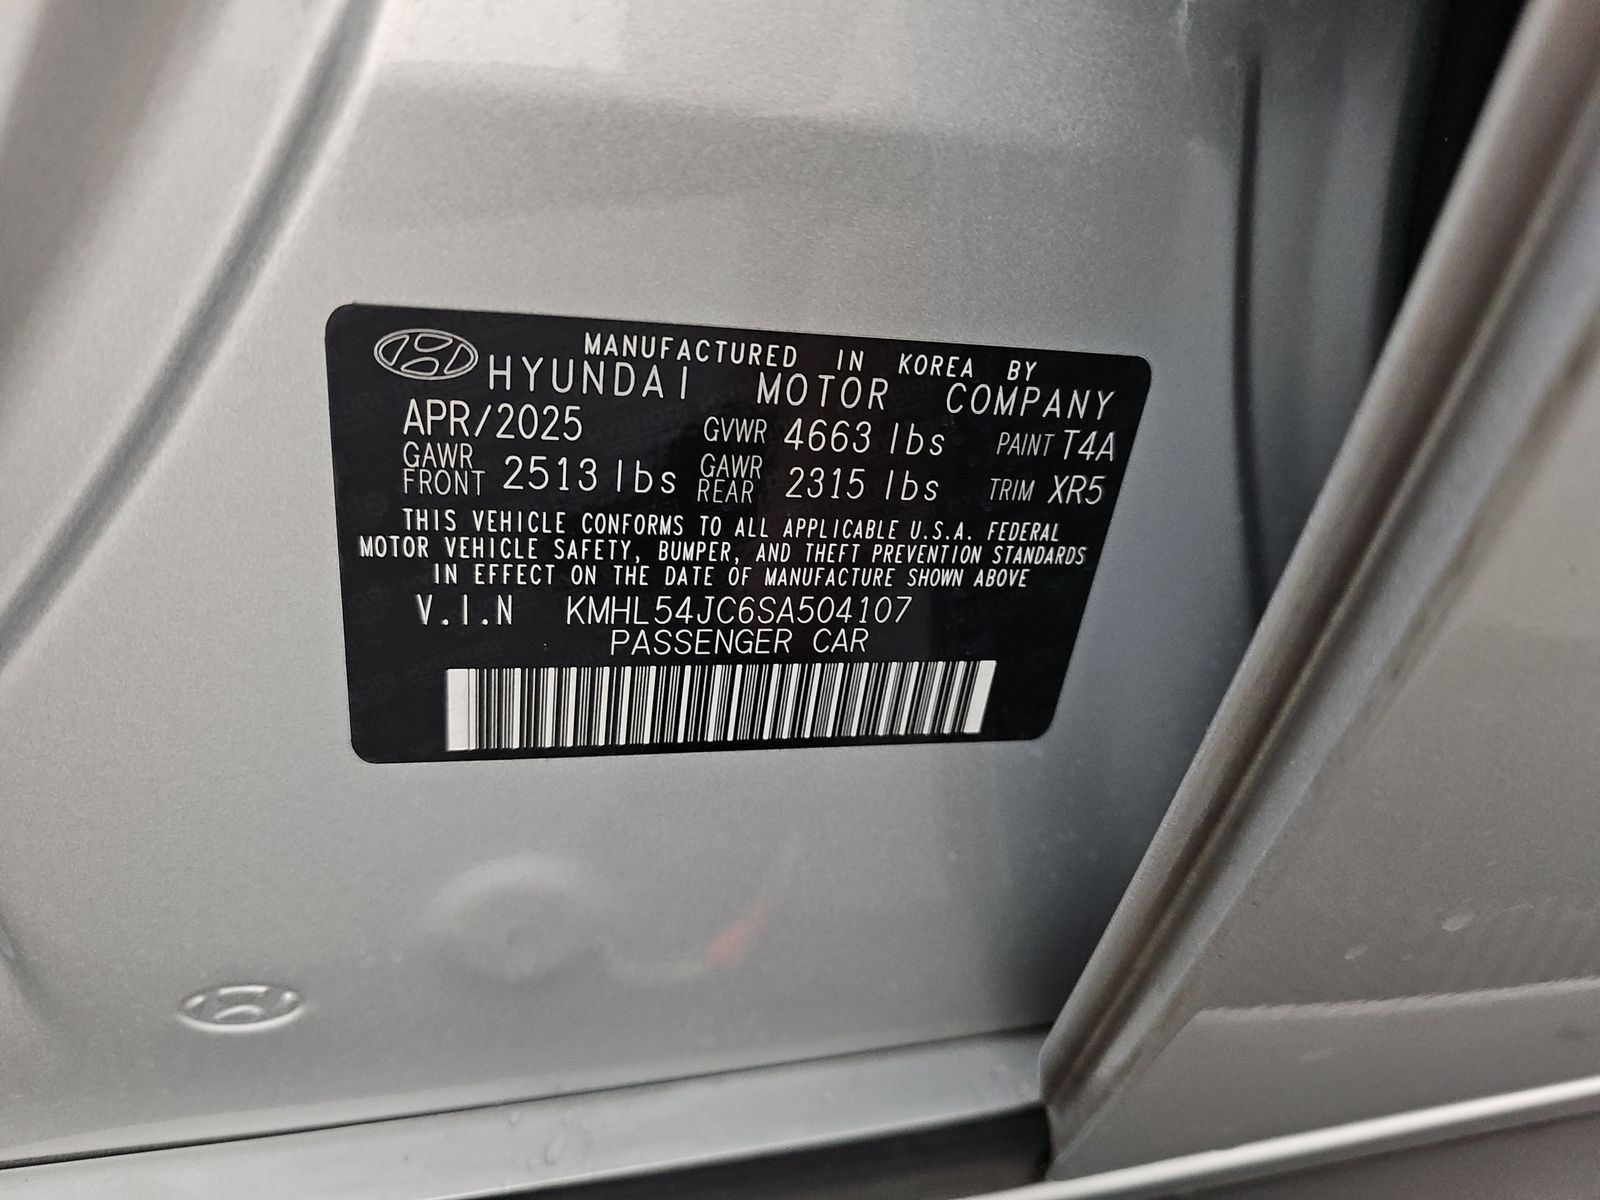 MANUFACTURED IN KOREA BY
HYUNDAI MOTOR COMPANY
APR/2025 GVWR 4663 lbs PAINT T4A
GAWR FRONT 2513 lbs GAWR REAR 2315 lbs TRIM XR5
THIS VEHICLE CONFORMS TO ALL APPLICABLE U.S.A. FEDERAL
MOTOR VEHICLE SAFETY, BUMPER, AND THEFT PREVENTION STANDARDS
IN EFFECT ON THE DATE OF MANUFACTURE SHOWN ABOVE
V.I.N KMHL54JC6SA504107
PASSENGER CAR